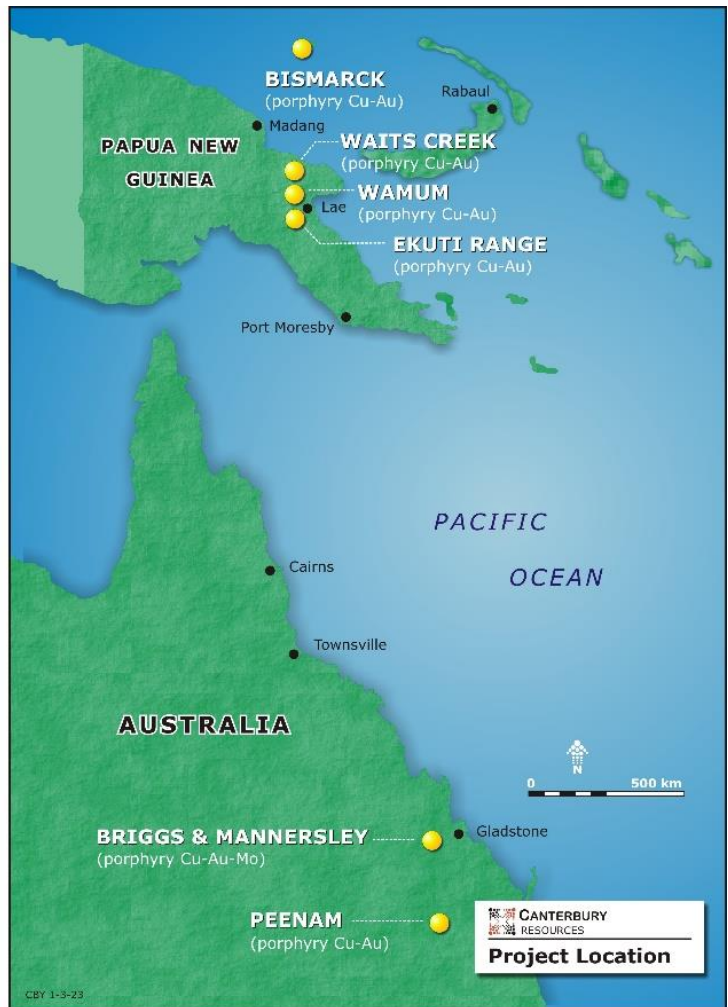 BISMARCK
(porphyry Cu-Au)
Rabaul
Madang
PAPUA NEW
GUINEA
WAITS CREEK
(porphyry Cu-Au)
WAMUM
(porphyry Cu-Au)
Lae
EKUTI RANGE
(porphyry Cu-Au)
Port Moresby
PACIFIC
OCEAN
Cairns
Townsville
AUSTRALIA
N
0 500 km
BRIGGS & MANNERSLEY
(porphyry Cu-Au-Mo)
Gladstone
PEENAM
(porphyry Cu-Au)
CANTERBURY
RESOURCES
Project Location
CBY 1-3-23